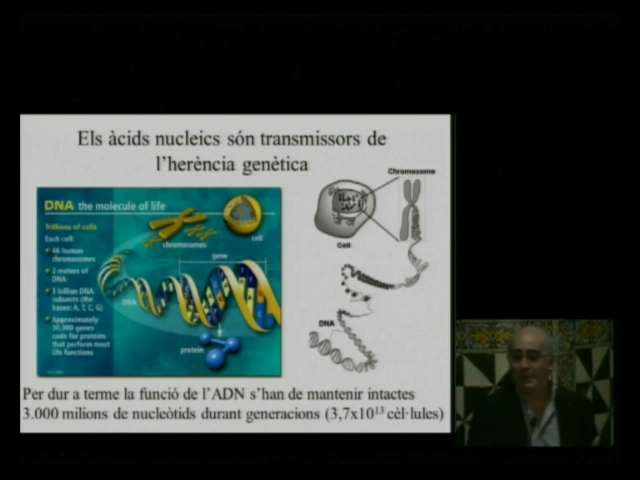 Els àcids nucleics són transmissors de
l'herència genètica
DNA the molecule of life
Trillions of cells
Each cell:
• 46 human
chromosomes
• 2 meters of
DNA
• 3 billion DNA
subunits (the
bases: A, T, C, G)
• Approximately
30,000 genes
code for proteins
that perform most
life functions
chromosomes
cell
gene
DNA
protein
Chromosome
Cell
DNA
Per dur a terme la funció de l'ADN s'han de mantenir intactes
3.000 milions de nucleòtids durant generacions (3,7x10¹³ cèl·lules)